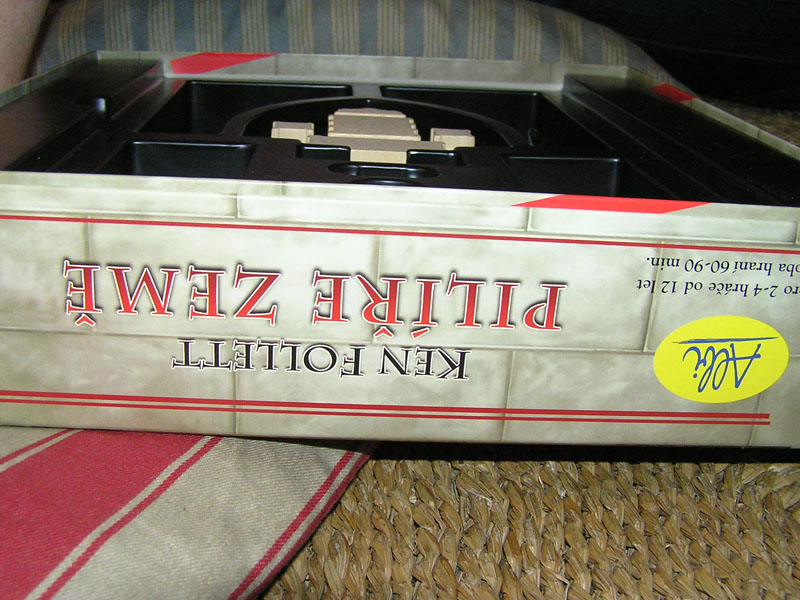 KEN FOLLETT
PILÍŘE ZEMĚ
Albi
2-4 hráče od 12 let
hraní 60-90 min.